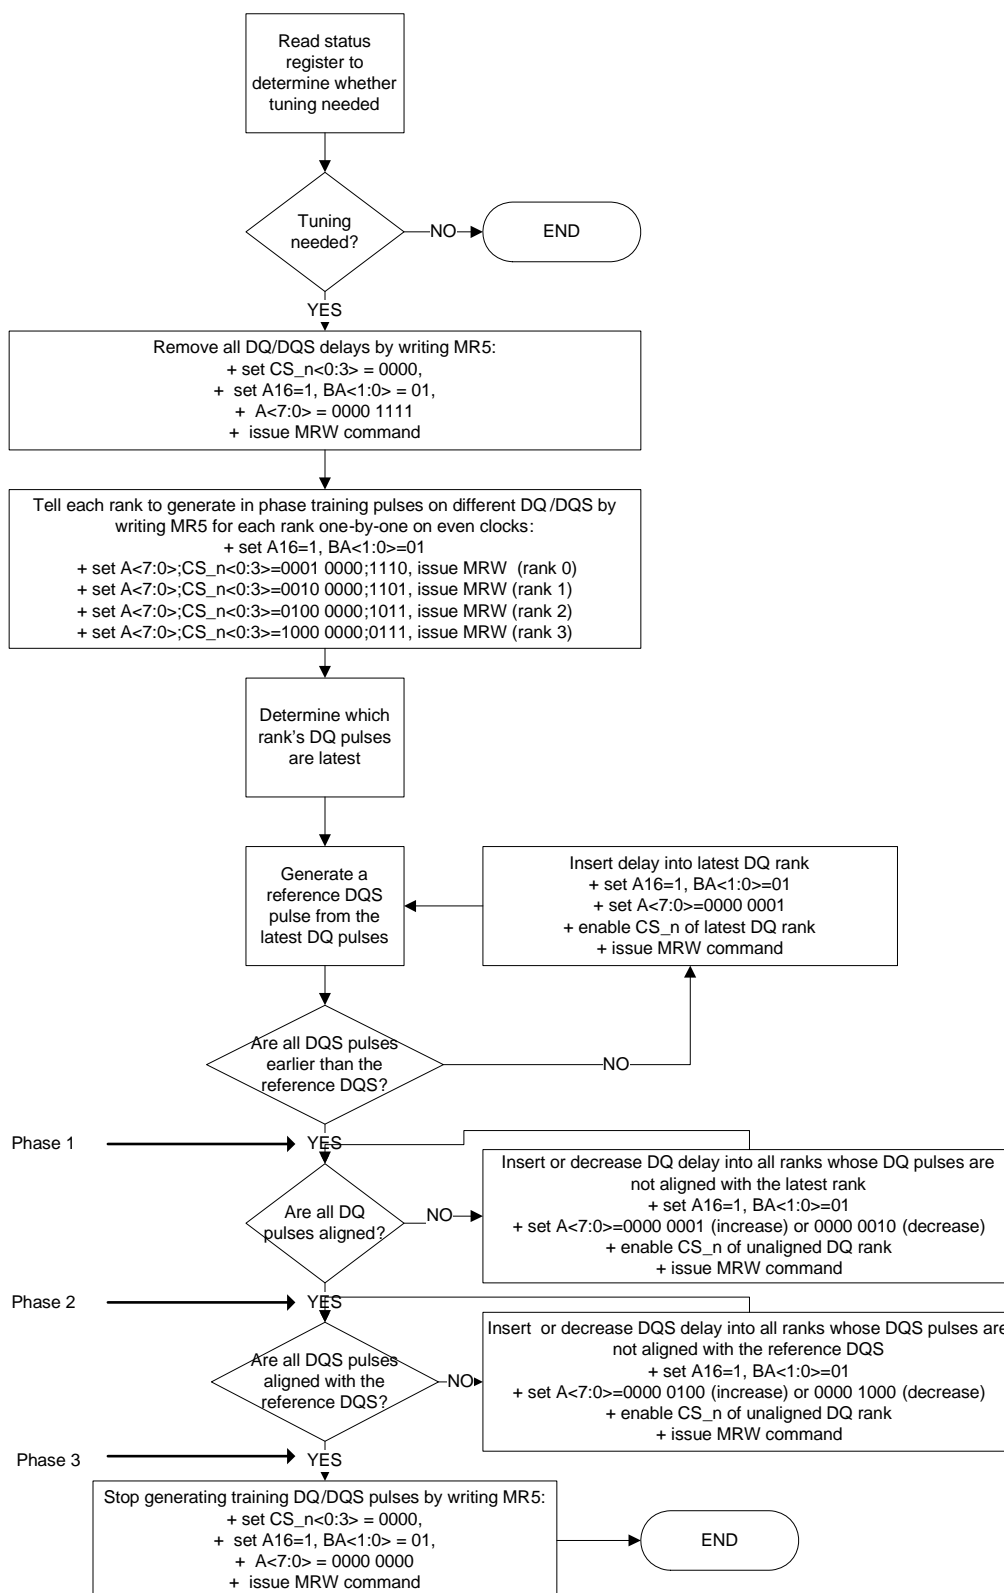 Read status
register to
determine whether
tuning needed
Tuning
needed?
NO
END
YES
Remove all DQ/DQS delays by writing MR5:
+ set CS_n<0:3> = 0000,
+ set A16=1, BA<1:0> = 01,
+ A<7:0> = 0000 1111
+ issue MRW command
Tell each rank to generate in phase training pulses on different DQ/DQS by
writing MR5 for each rank one-by-one on even clocks:
+ set A16=1, BA<1:0>=01
+ set A<7:0>;CS_n<0:3>=0001 0000;1110, issue MRW (rank 0)
+ set A<7:0>;CS_n<0:3>=0010 0000;1101, issue MRW (rank 1)
+ set A<7:0>;CS_n<0:3>=0100 0000;1011, issue MRW (rank 2)
+ set A<7:0>;CS_n<0:3>=1000 0000;0111, issue MRW (rank 3)
Determine which
rank's DQ pulses
are latest
Generate a
reference DQS
pulse from the
latest DQ pulses
Insert delay into latest DQ rank
+ set A16=1, BA<1:0>=01
+ set A<7:0>=0000 0001
+ enable CS_n of latest DQ rank
+ issue MRW command
Are all DQS pulses
earlier than the
reference DQS?
NO
Phase 1
YES
Are all DQ
pulses aligned?
NO
Insert or decrease DQ delay into all ranks whose DQ pulses are
not aligned with the latest rank
+ set A16=1, BA<1:0>=01
+ set A<7:0>=0000 0001 (increase) or 0000 0010 (decrease)
+ enable CS_n of unaligned DQ rank
+ issue MRW command
Phase 2
YES
Are all DQS pulses
aligned with the
reference DQS?
NO
Insert or decrease DQS delay into all ranks whose DQS pulses are
not aligned with the reference DQS
+ set A16=1, BA<1:0>=01
+ set A<7:0>=0000 0100 (increase) or 0000 1000 (decrease)
+ enable CS_n of unaligned DQ rank
+ issue MRW command
Phase 3
YES
Stop generating training DQ/DQS pulses by writing MR5:
+ set CS_n<0:3> = 0000,
+ set A16=1, BA<1:0> = 01,
+ A<7:0> = 0000 0000
+ issue MRW command
END